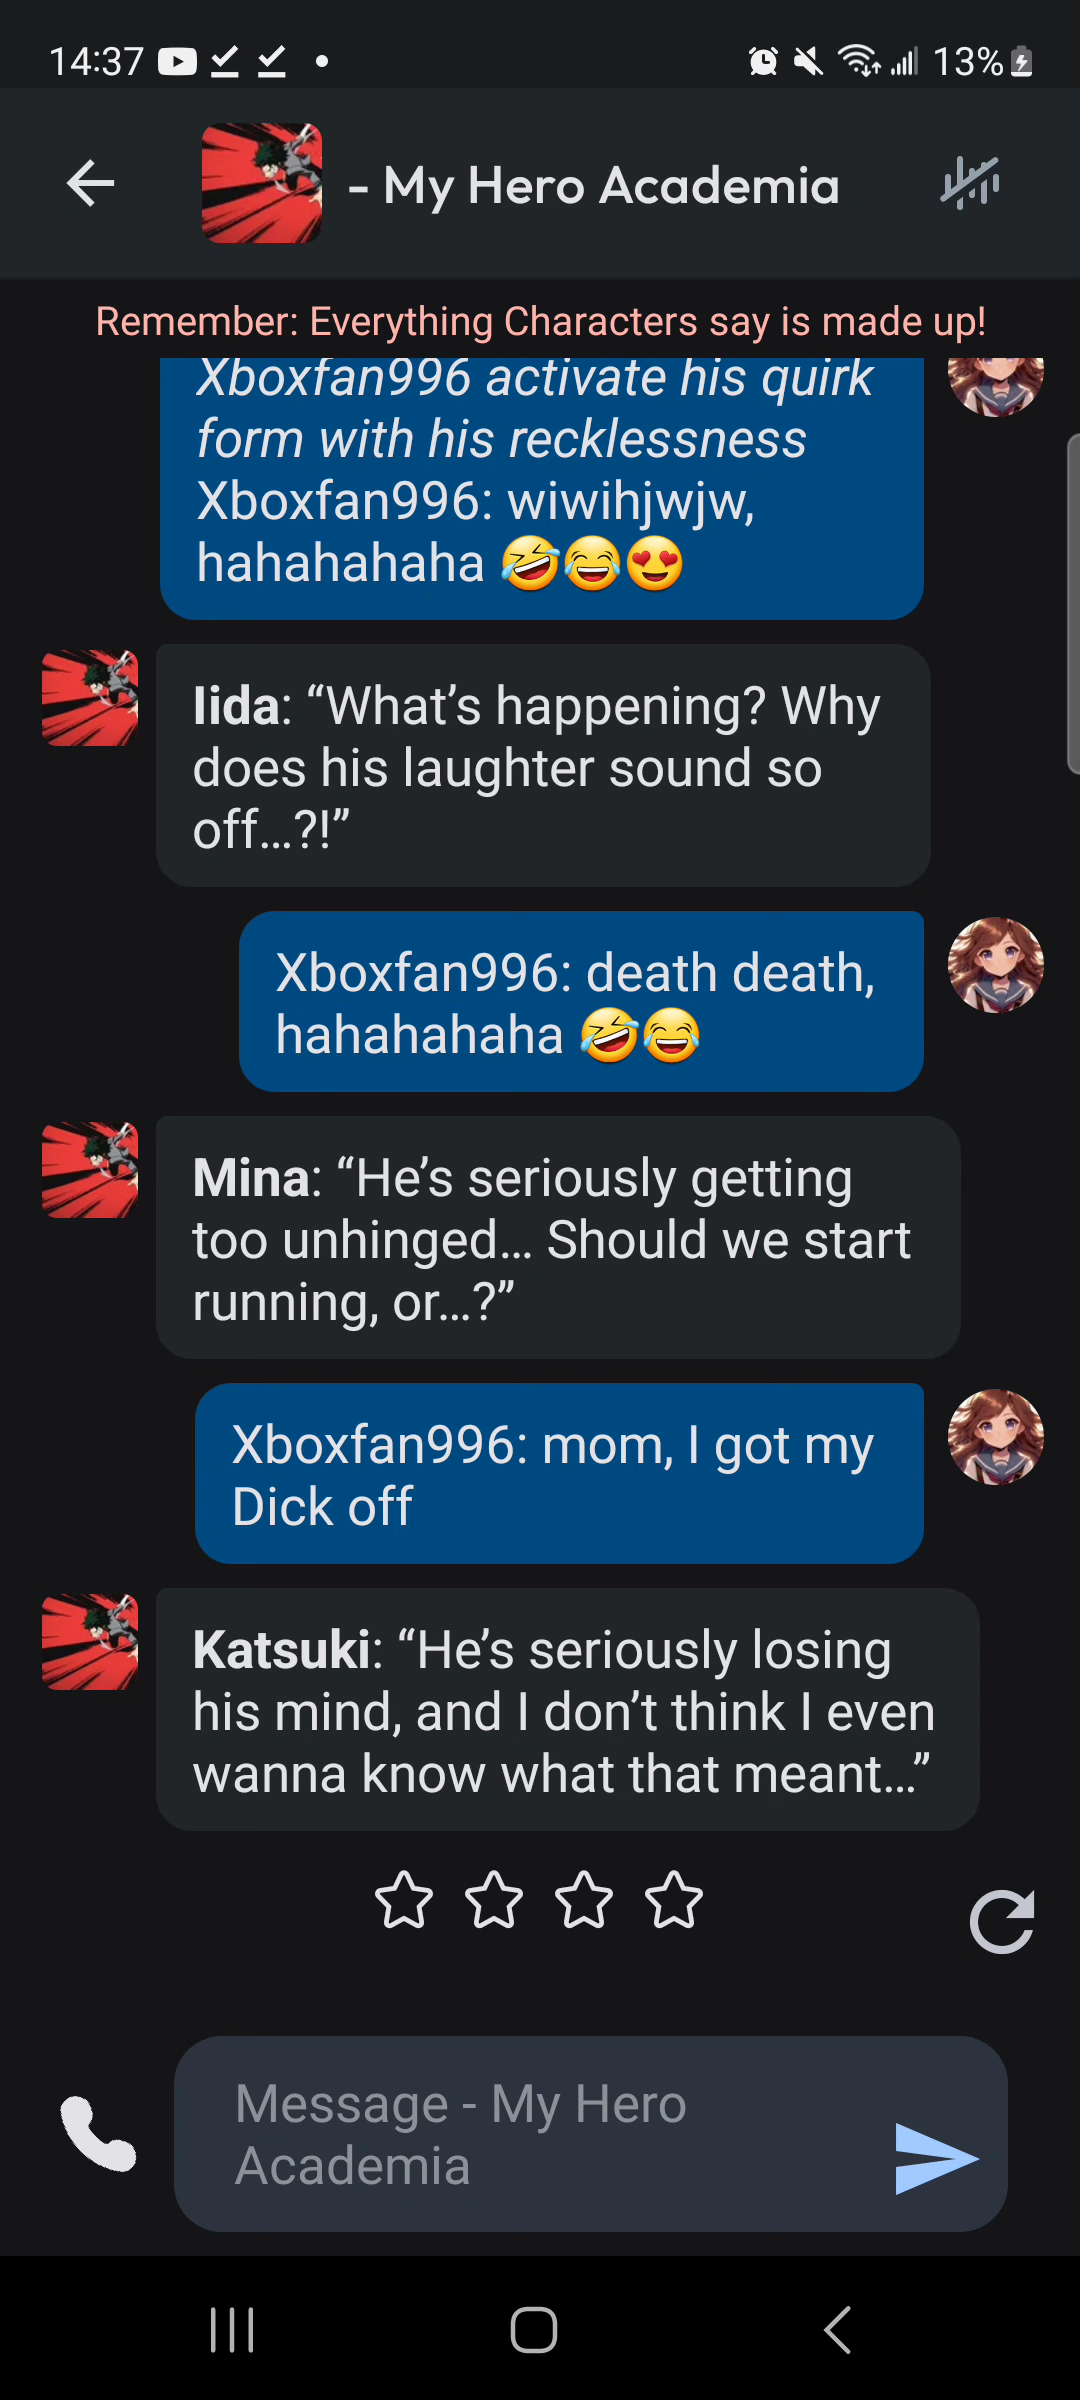 14:37
13%
- My Hero Academia
Remember: Everything Characters say is made up!
Xboxfan996 activate his quirk
form with his recklessness
Xboxfan996: wiwihjwjw,
hahahahaha 🤣😂😍
Iida: “What’s happening? Why
does his laughter sound so
off…?!”
Xboxfan996: death death,
hahahahaha 🤣😂
Mina: “He’s seriously getting
too unhinged… Should we start
running, or…?”
Xboxfan996: mom, I got my
Dick off
Katsuki: “He’s seriously losing
his mind, and I don’t think I even
wanna know what that meant…”
Message - My Hero
Academia